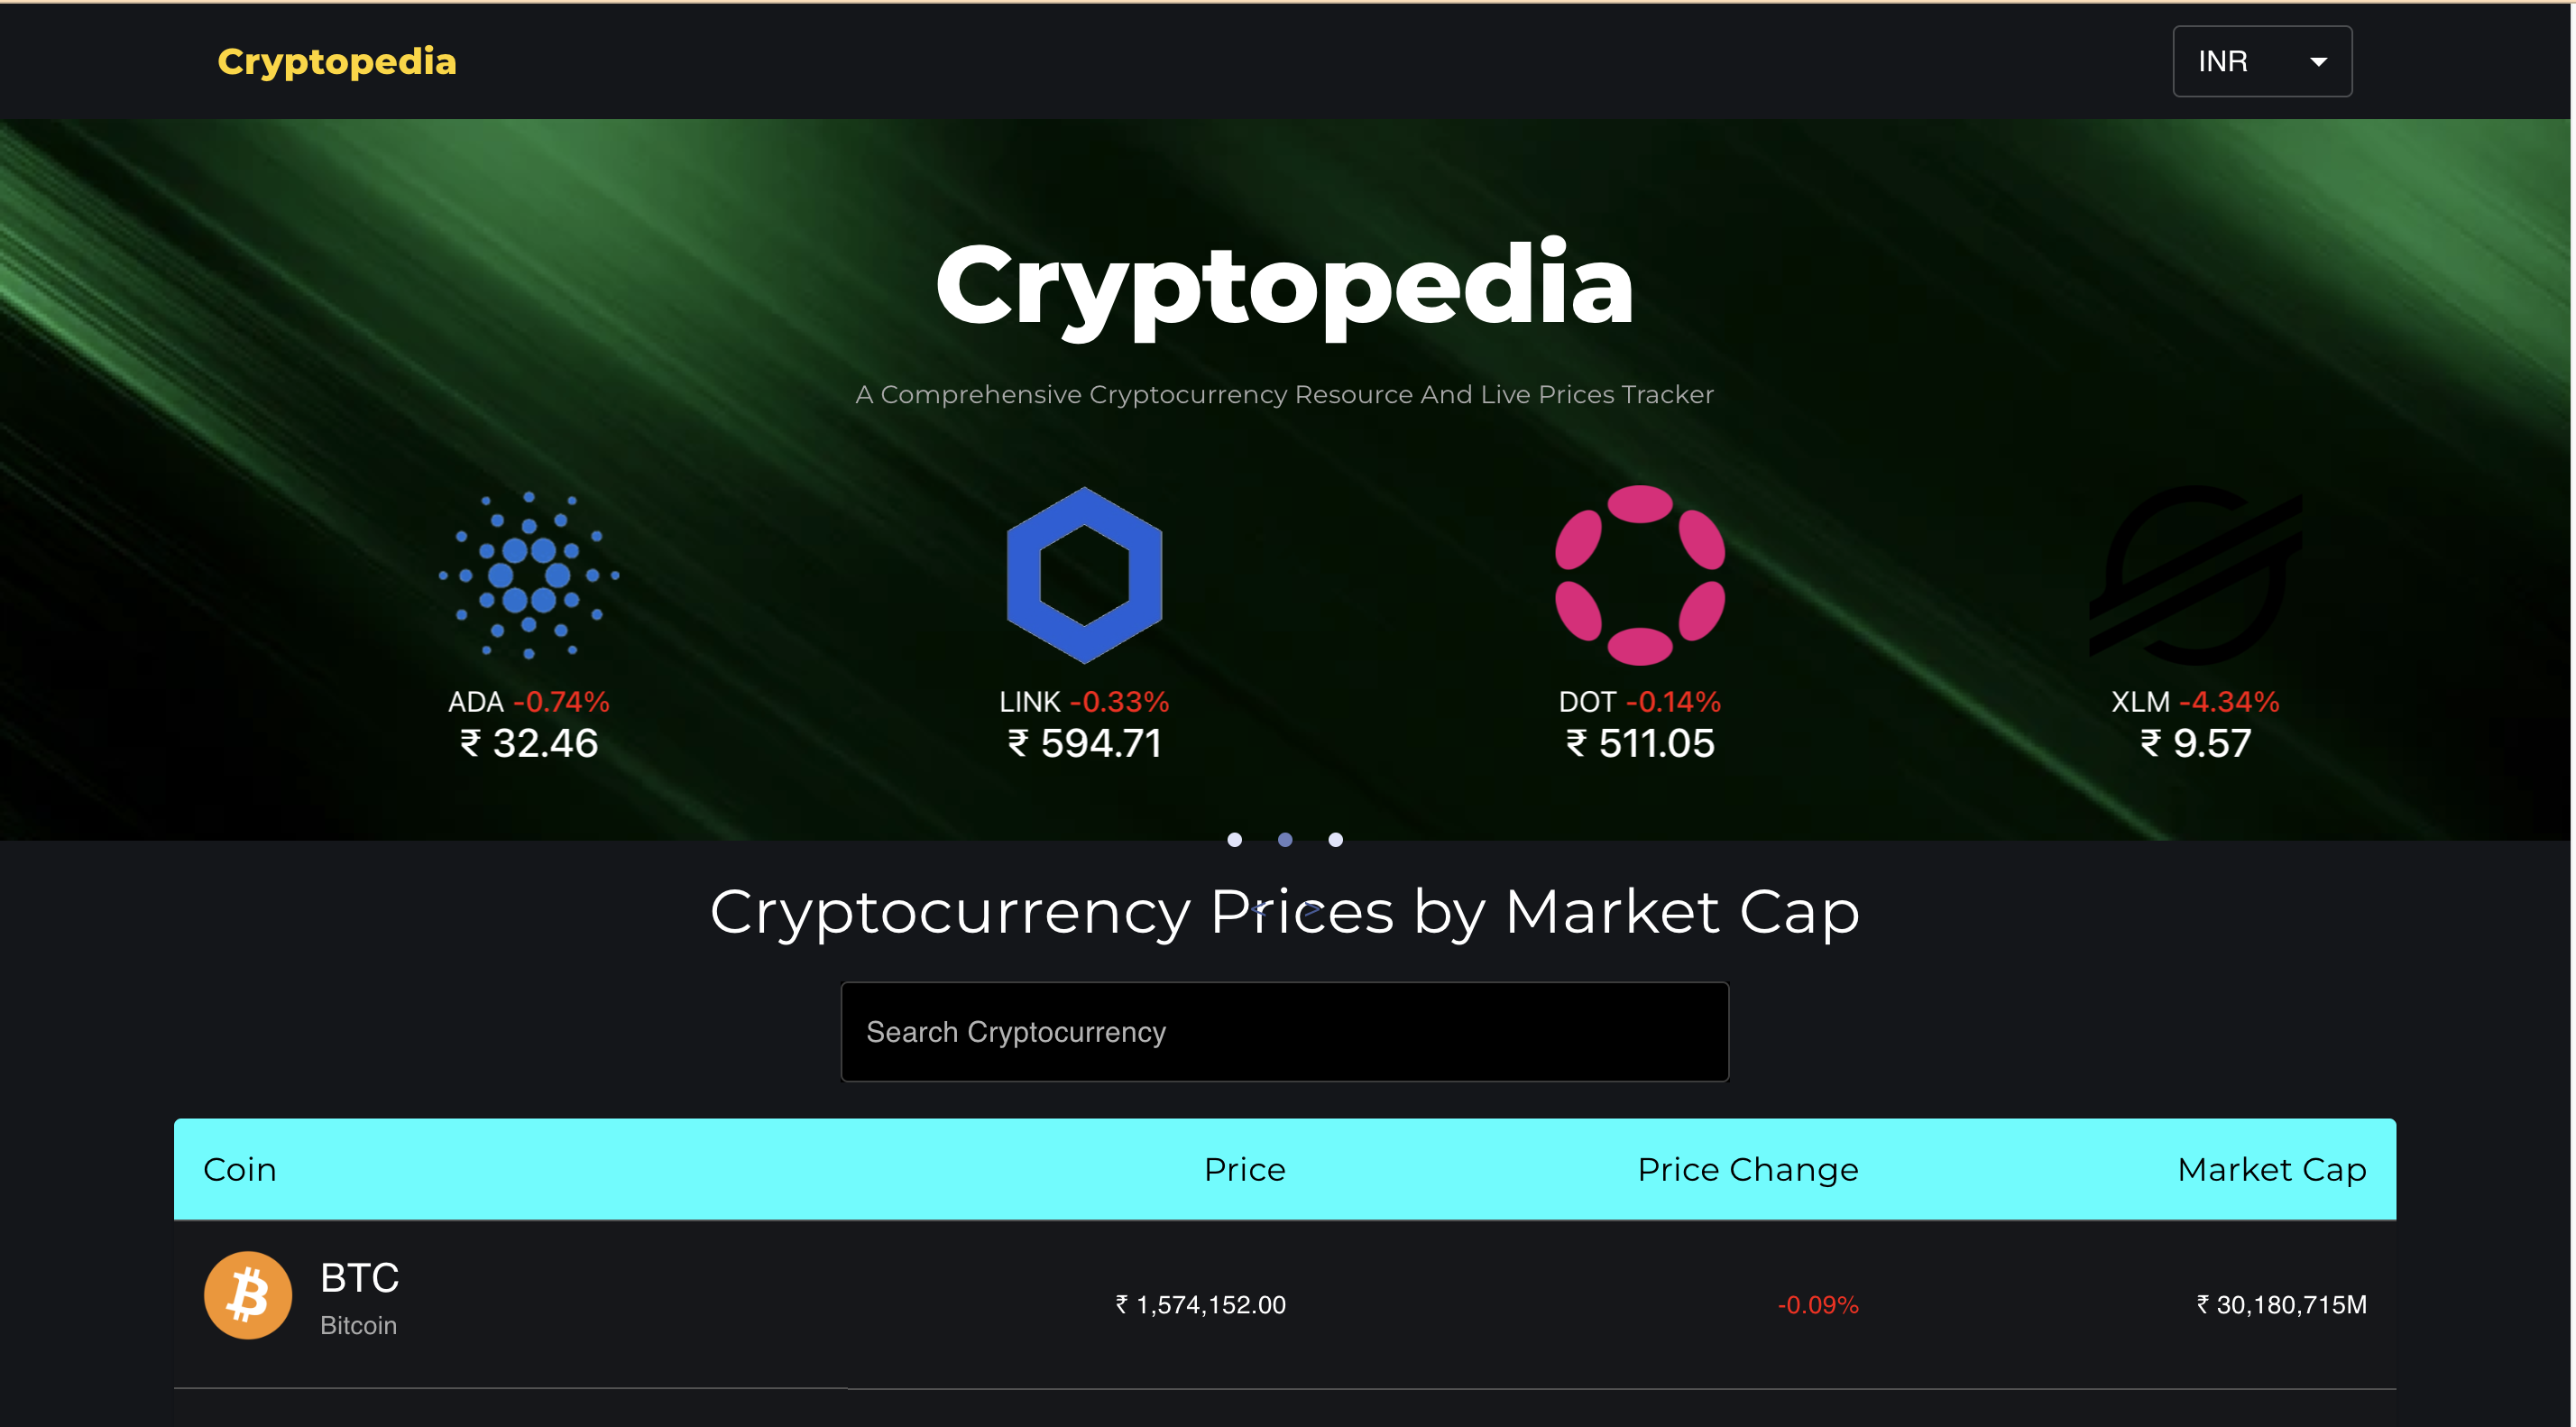 Cryptopedia
INR
Cryptopedia
A Comprehensive Cryptocurrency Resource And Live Prices Tracker
ADA -0.74%
₹ 32.46
LINK -0.33%
₹ 594.71
DOT -0.14%
₹ 511.05
XLM -4.34%
₹ 9.57
Cryptocurrency Prices by Market Cap
< >
Search Cryptocurrency
Coin Price Price Change Market Cap
BTC
Bitcoin
₹ 1,574,152.00 -0.09% ₹ 30,180,715M